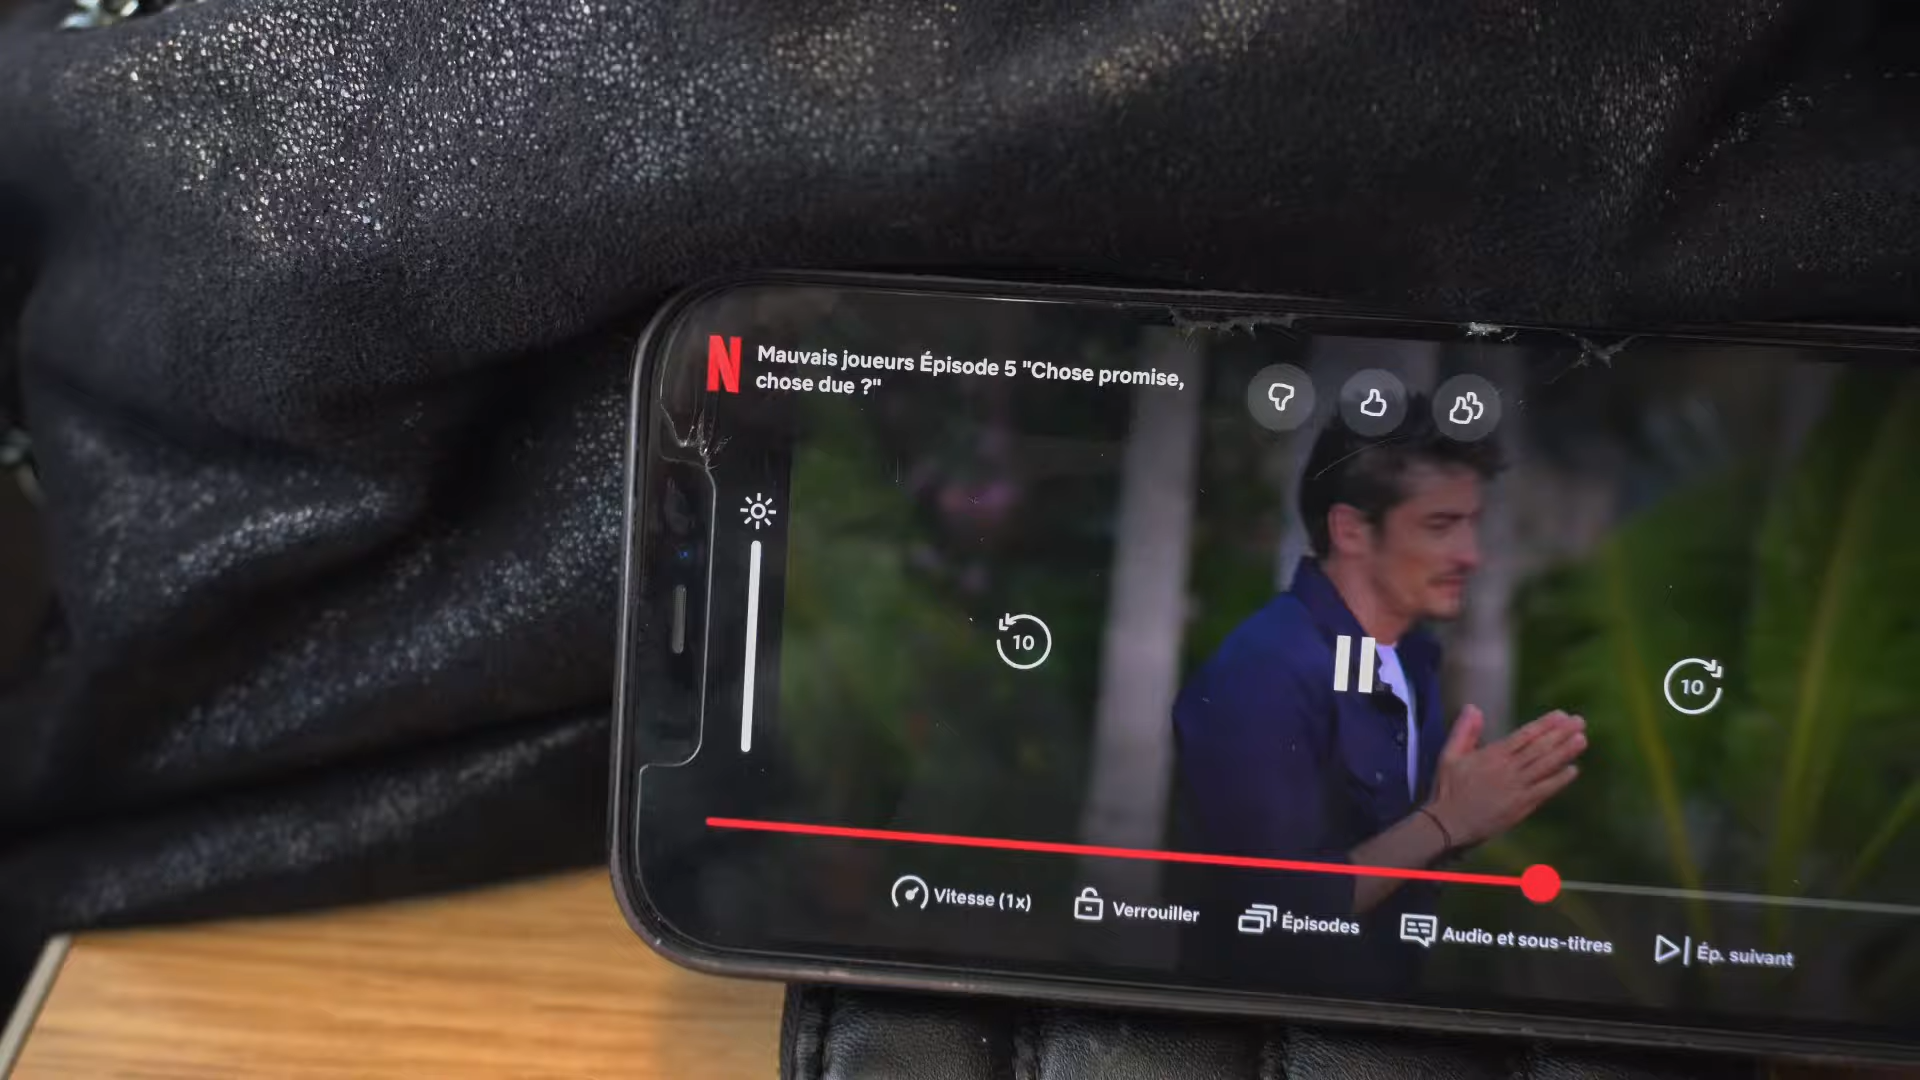 N
Mauvais joueurs Épisode 5 "Chose promise,
chose due ?"
10
10
Vitesse (1x)
Verrouiller
Épisodes
Audio et sous-titres
Ép. suivant